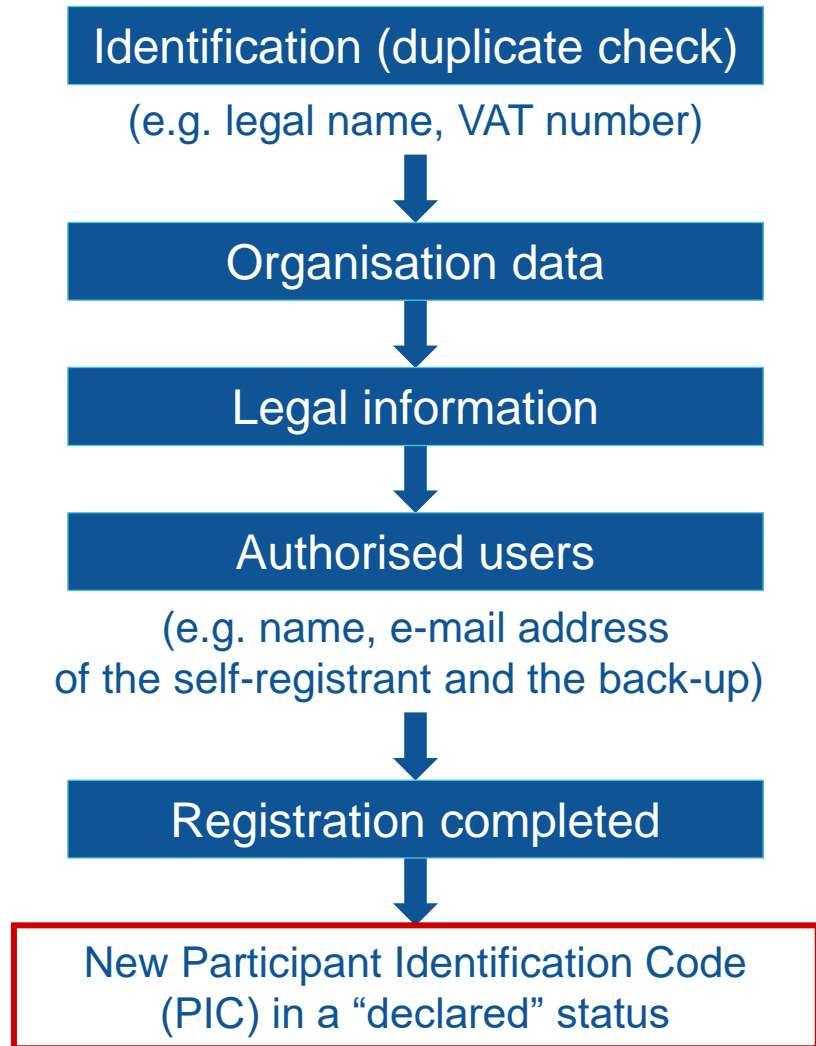 Identification (duplicate check)
(e.g. legal name, VAT number)
Organisation data
Legal information
Authorised users
(e.g. name, e-mail address
of the self-registrant and the back-up)
Registration completed
New Participant Identification Code
(PIC) in a “declared” status